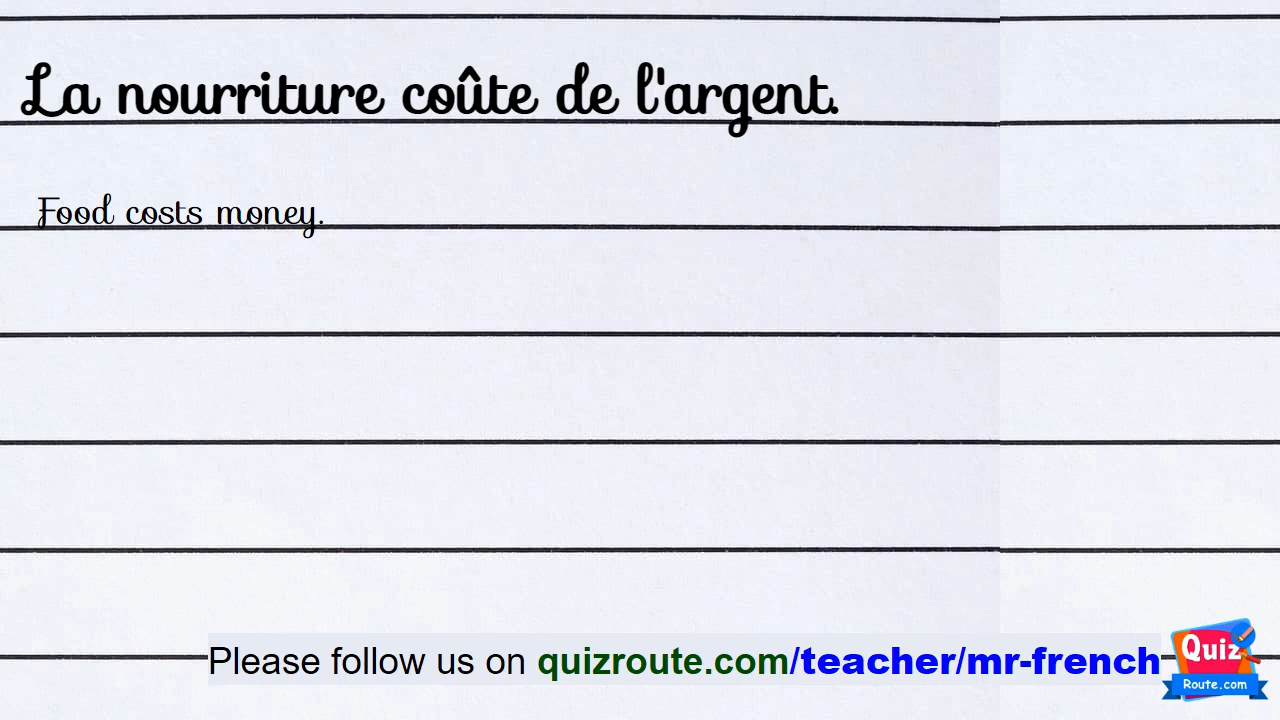 La nourriture coûte de l'argent.
Food costs money.
Please follow us on quizroute.com/teacher/mr-french
Quiz
Route.com